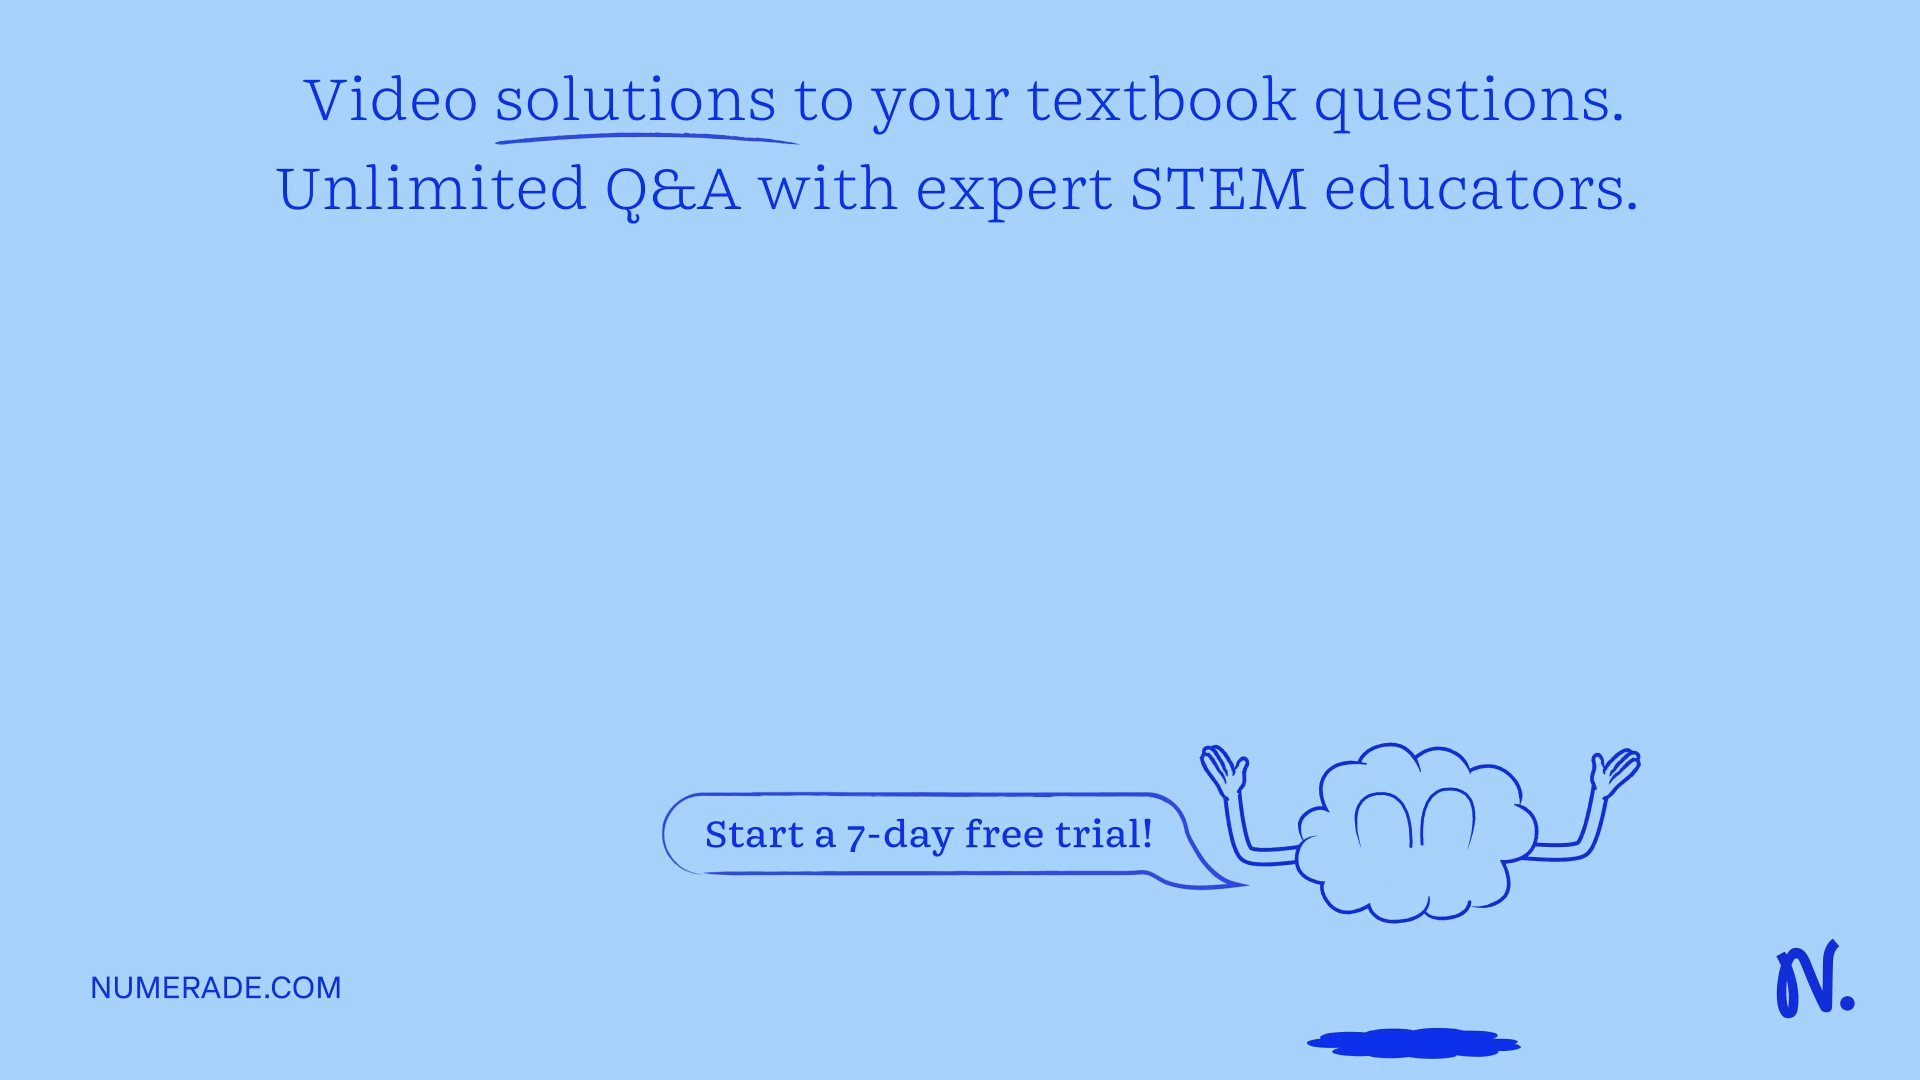 Video solutions to your textbook questions.
Unlimited Q&A with expert STEM educators.
Start a 7-day free trial!
NUMERADE.COM
N.